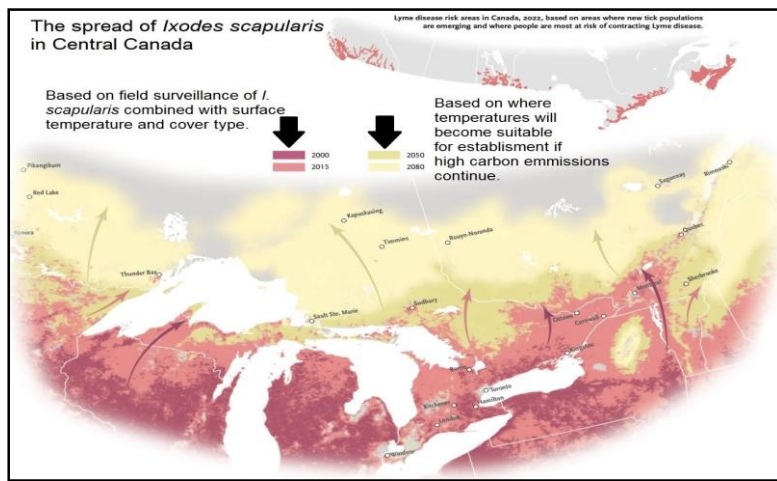 The spread of Ixodes scapularis
in Central Canada
Lyme disease risk areas in Canada, 2022, based on areas where new tick populations
are emerging and where people are most at risk of contracting Lyme disease.
Based on field surveillance of I.
scapularis combined with surface
temperature and cover type.
Based on where
temperatures will
become suitable
for establisment if
high carbon emmissions
continue.
2000
2015
2050
2080
Pikangikum
Red Lake
Kenora
Thunder Bay
Kapuskasing
Timmins
Rouyn-Noranda
Saguenay
Rimouski
Québec
Sault Ste. Marie
Sudbury
Sherbrooke
Montréal
Ottawa
Cornwall
Kingston
Barrie
Toronto
Kitchener
Hamilton
London
Windsor